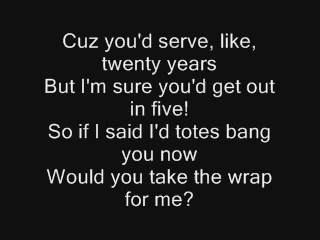 Cuz you'd serve, like,
twenty years
But I'm sure you'd get out
in five!
So if I said I'd totes bang
you now
Would you take the wrap
for me?